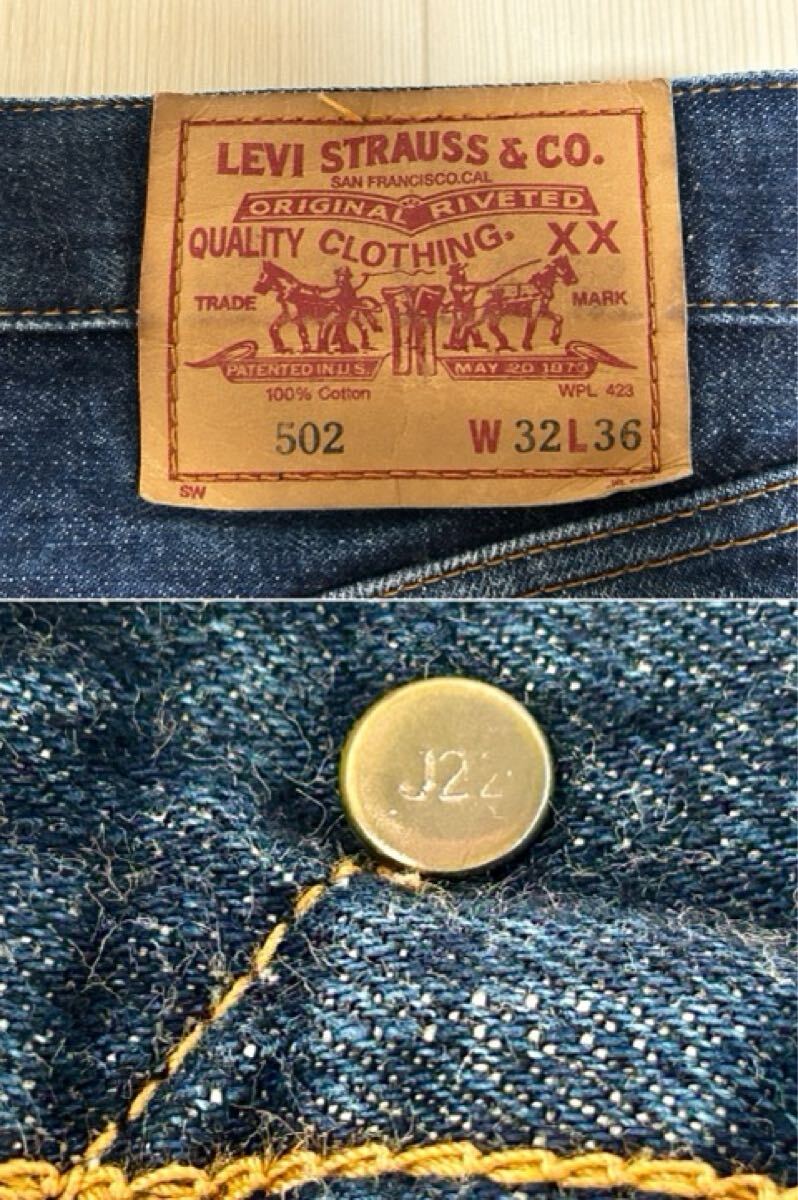 LEVI STRAUSS & CO.
SAN FRANCISCO.CAL
ORIGINAL RIVETED
QUALITY CLOTHING. XX
TRADE MARK
PATENTED IN U.S. MAY 20 1873
100% Cotton WPL 423
502 W 32 L 36
SW
J22